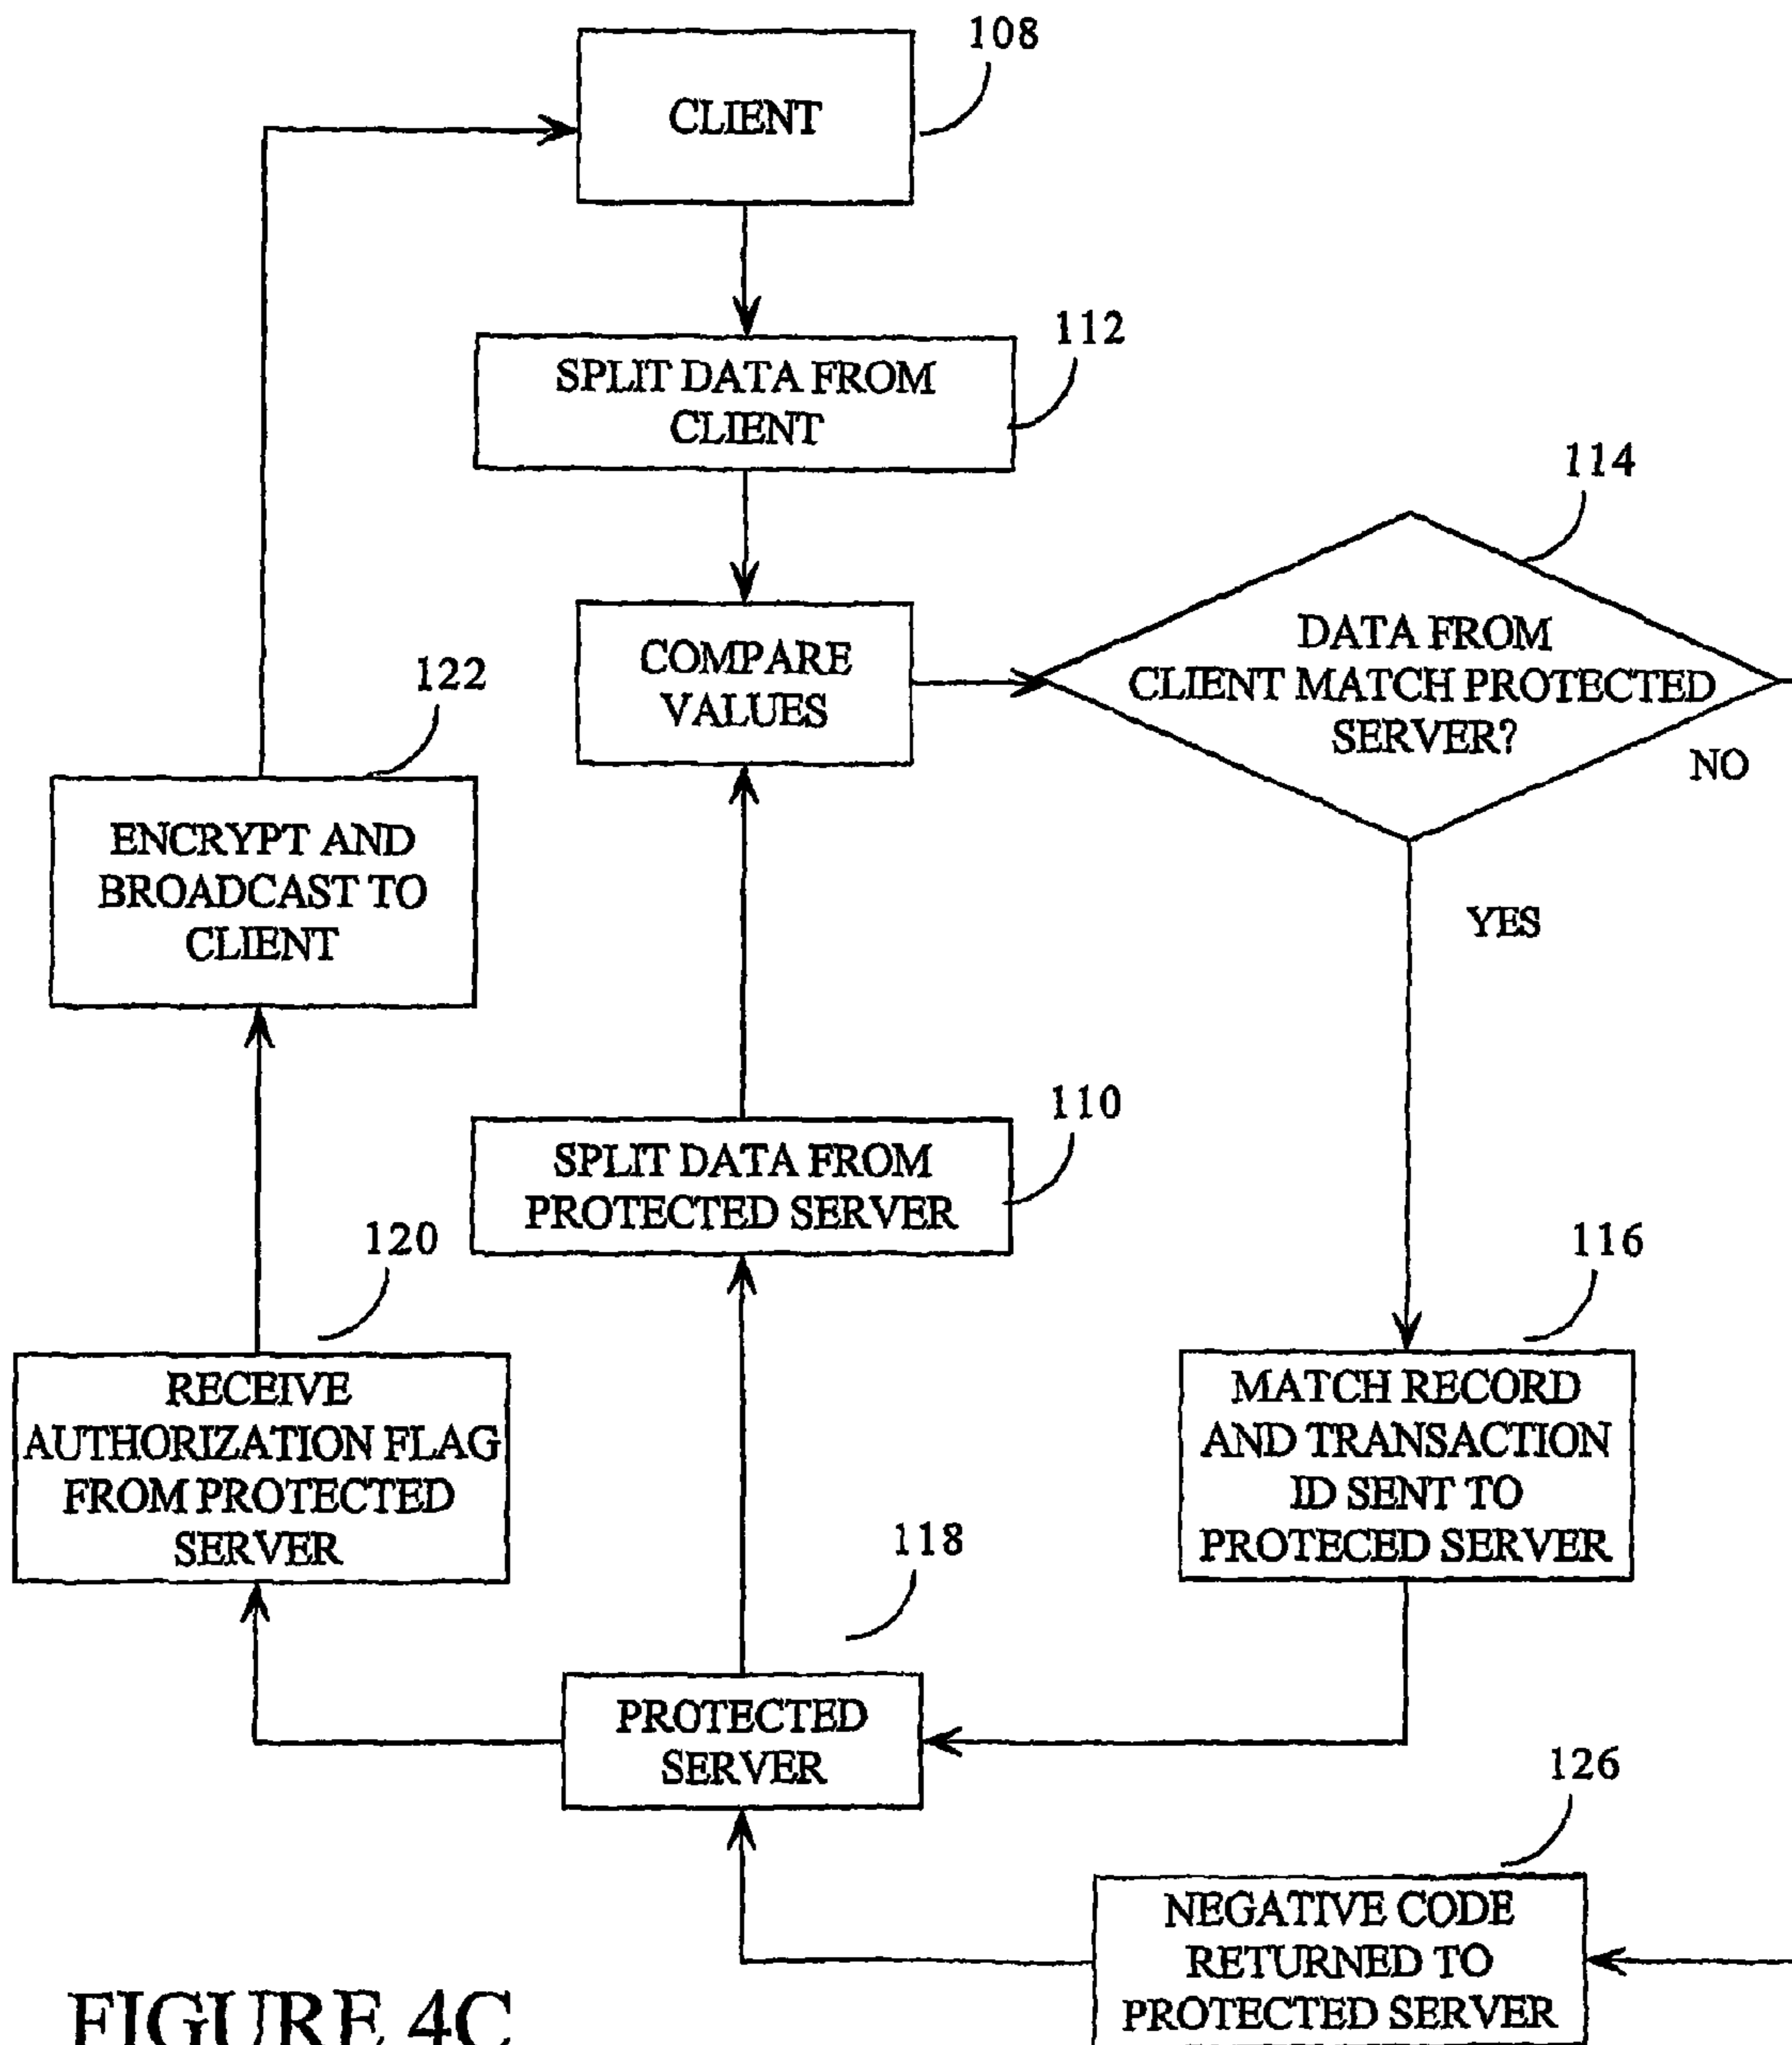 108
CLIENT
112
SPLIT DATA FROM
CLIENT
114
DATA FROM
CLIENT MATCH PROTECTED
SERVER?
NO
YES
COMPARE
VALUES
122
ENCRYPT AND
BROADCAST TO
CLIENT
110
SPLIT DATA FROM
PROTECTED SERVER
120
RECEIVE
AUTHORIZATION FLAG
FROM PROTECTED
SERVER
116
MATCH RECORD
AND TRANSACTION
ID SENT TO
PROTECED SERVER
118
PROTECTED
SERVER
126
NEGATIVE CODE
RETURNED TO
PROTECTED SERVER
FIGURE 4C